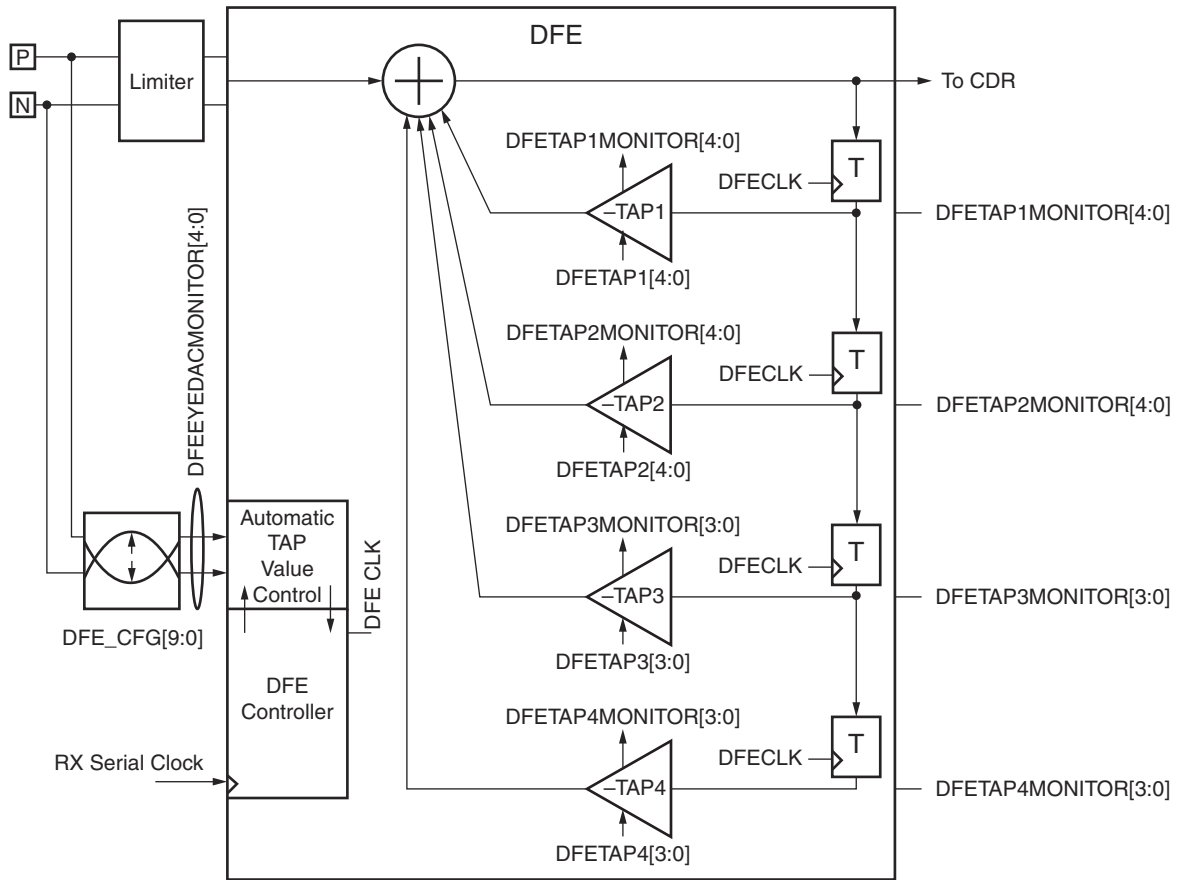 DFE
P
Limiter
To CDR
N
DFETAP1MONITOR[4:0]
T
DFECLK
–TAP1
DFETAP1MONITOR[4:0]
DFETAP1[4:0]
DFEEYEDACMONITOR[4:0]
DFETAP2MONITOR[4:0]
T
DFECLK
–TAP2
DFETAP2MONITOR[4:0]
DFETAP2[4:0]
Automatic
TAP
Value
Control
DFE CLK
DFETAP3MONITOR[3:0]
T
DFECLK
–TAP3
DFETAP3MONITOR[3:0]
DFE_CFG[9:0]
DFETAP3[3:0]
DFE
Controller
DFETAP4MONITOR[3:0]
T
DFECLK
RX Serial Clock
–TAP4
DFETAP4MONITOR[3:0]
DFETAP4[3:0]